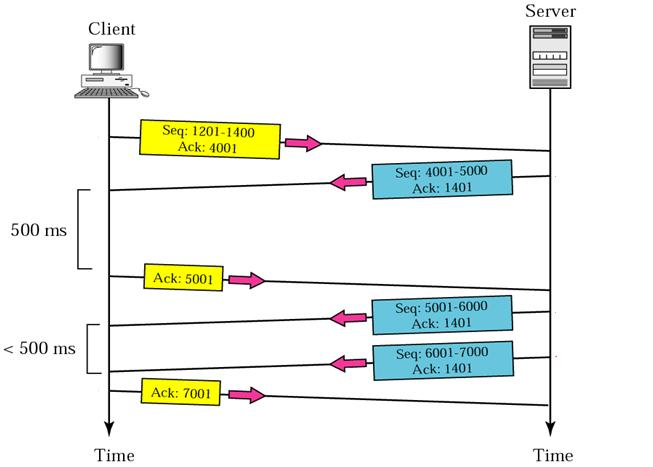 Server
Client
Seq: 1201-1400
Ack: 4001
Seq: 4001-5000
Ack: 1401
500 ms
Ack: 5001
Seq: 5001-6000
Ack: 1401
< 500 ms
Seq: 6001-7000
Ack: 1401
Ack: 7001
Time
Time